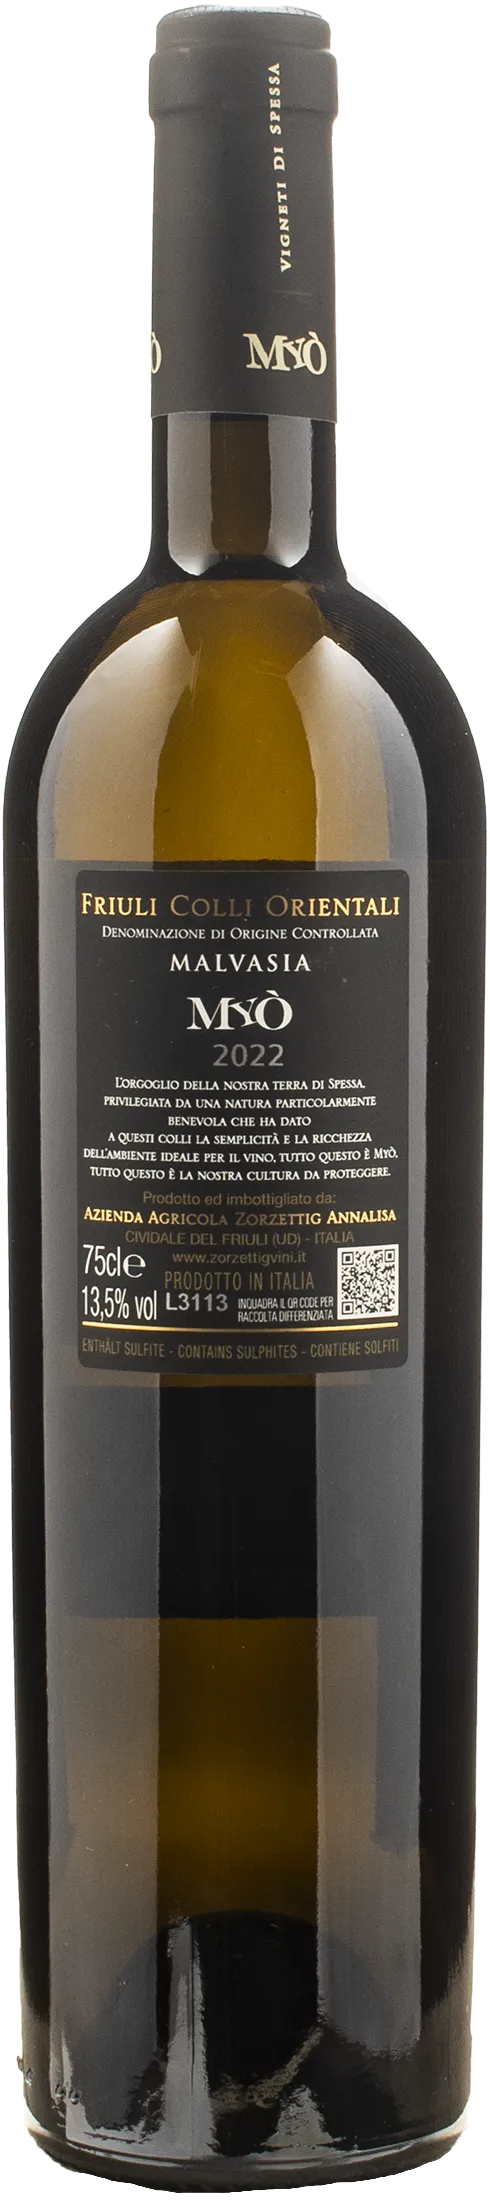 VIGNETI DI SPESSA
Ò MYÒ
FRIULI COLLI ORIENTALI
DENOMINAZIONE DI ORIGINE CONTROLLATA
MALVASIA
MYÒ
2022
L'ORGOGLIO DELLA NOSTRA TERRA DI SPESSA,
PRIVILEGIATA DA UNA NATURA PARTICOLARMENTE
BENEVOLA CHE HA DATO
A QUESTI COLLI LA SEMPLICITÀ E LA RICCHEZZA
DELL'AMBIENTE IDEALE PER IL VINO, TUTTO QUESTO È MYÒ,
TUTTO QUESTO È LA NOSTRA CULTURA DA PROTEGGERE.
Prodotto ed imbottigliato da:
AZIENDA AGRICOLA ZORZETTIG ANNALISA
CIVIDALE DEL FRIULI (UD) - ITALIA
www.zorzettigvini.it
75cl e
PRODOTTO IN ITALIA
13,5% vol L3113 INQUADRA IL QR CODE PER
RACCOLTA DIFFERENZIATA
ENTHÄLT SULFITE - CONTAINS SULPHITES - CONTIENE SOLFITI